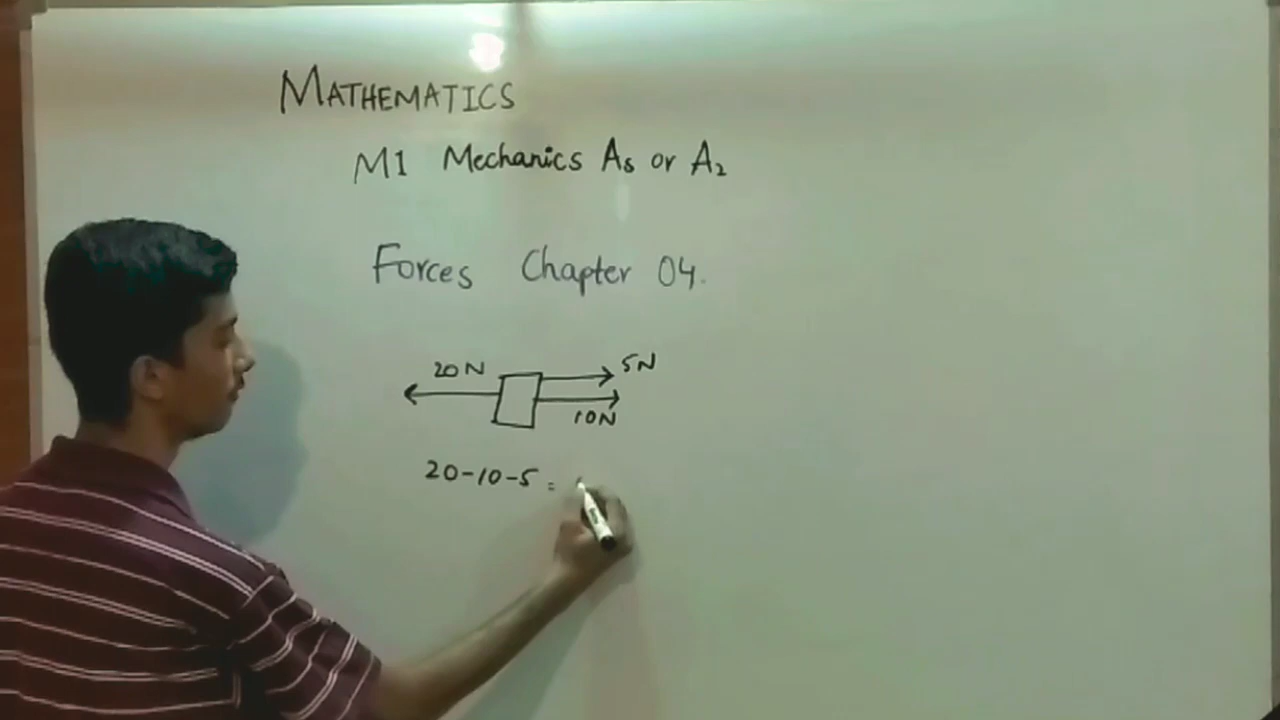 MATHEMATICS
M1 Mechanics As or A2
Forces Chapter 04.
20N 5N
10N
20-10-5 =